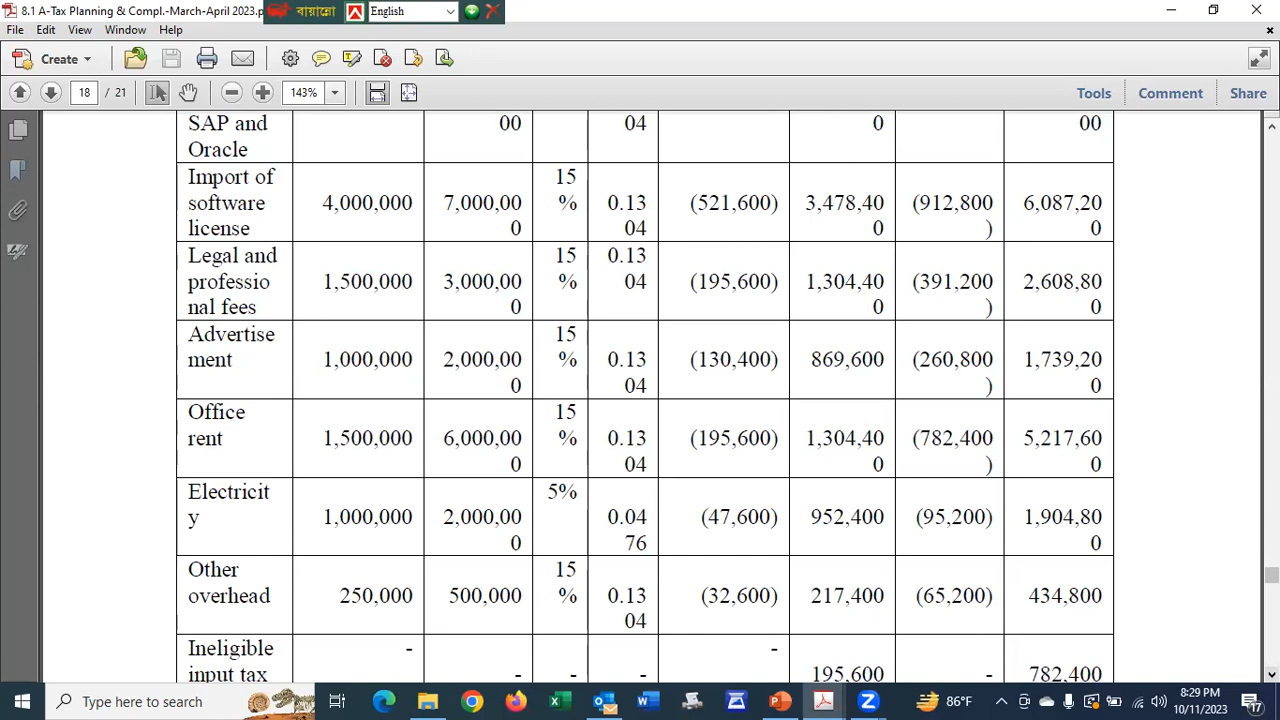 8.1 A-Tax Planning & Compl.-March-April 2023.p
বায়ান্নো
English
File Edit View Window Help
Create
18 / 21
143%
Tools Comment Share
SAP and 00 04 0 00
Oracle
Import of 15
software 4,000,000 7,000,00 % 0.13 (521,600) 3,478,40 (912,800 6,087,20
license 0 04 0 ) 0
Legal and 15 0.13
professio 1,500,000 3,000,00 % 04 (195,600) 1,304,40 (391,200 2,608,80
nal fees 0 0 ) 0
Advertise 15
ment 1,000,000 2,000,00 % 0.13 (130,400) 869,600 (260,800 1,739,20
0 04 ) 0
Office 15
rent 1,500,000 6,000,00 % 0.13 (195,600) 1,304,40 (782,400 5,217,60
0 04 0 ) 0
Electricit 5%
y 1,000,000 2,000,00 0.04 (47,600) 952,400 (95,200) 1,904,80
0 76 0
Other 15
overhead 250,000 500,000 % 0.13 (32,600) 217,400 (65,200) 434,800
04
Ineligible - -
input tax - - - 195,600 - 782,400
Type here to search
86°F
8:29 PM
10/11/2023
17